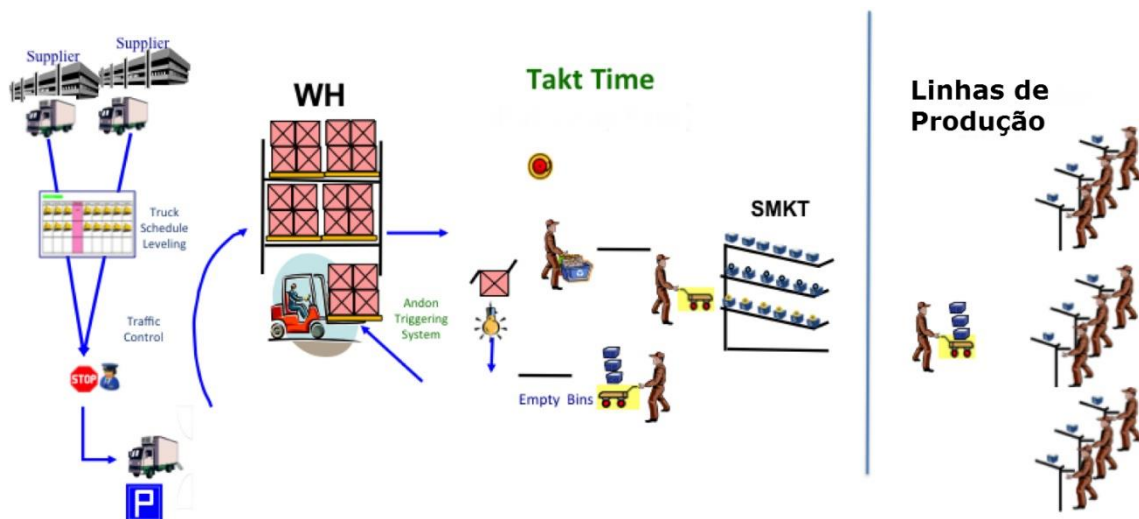 Supplier
Supplier
Truck
Schedule
Leveling
Traffic
Control
STOP
P
WH
Andon
Triggering
System
Takt Time
Empty Bins
SMKT
Linhas de
Produção